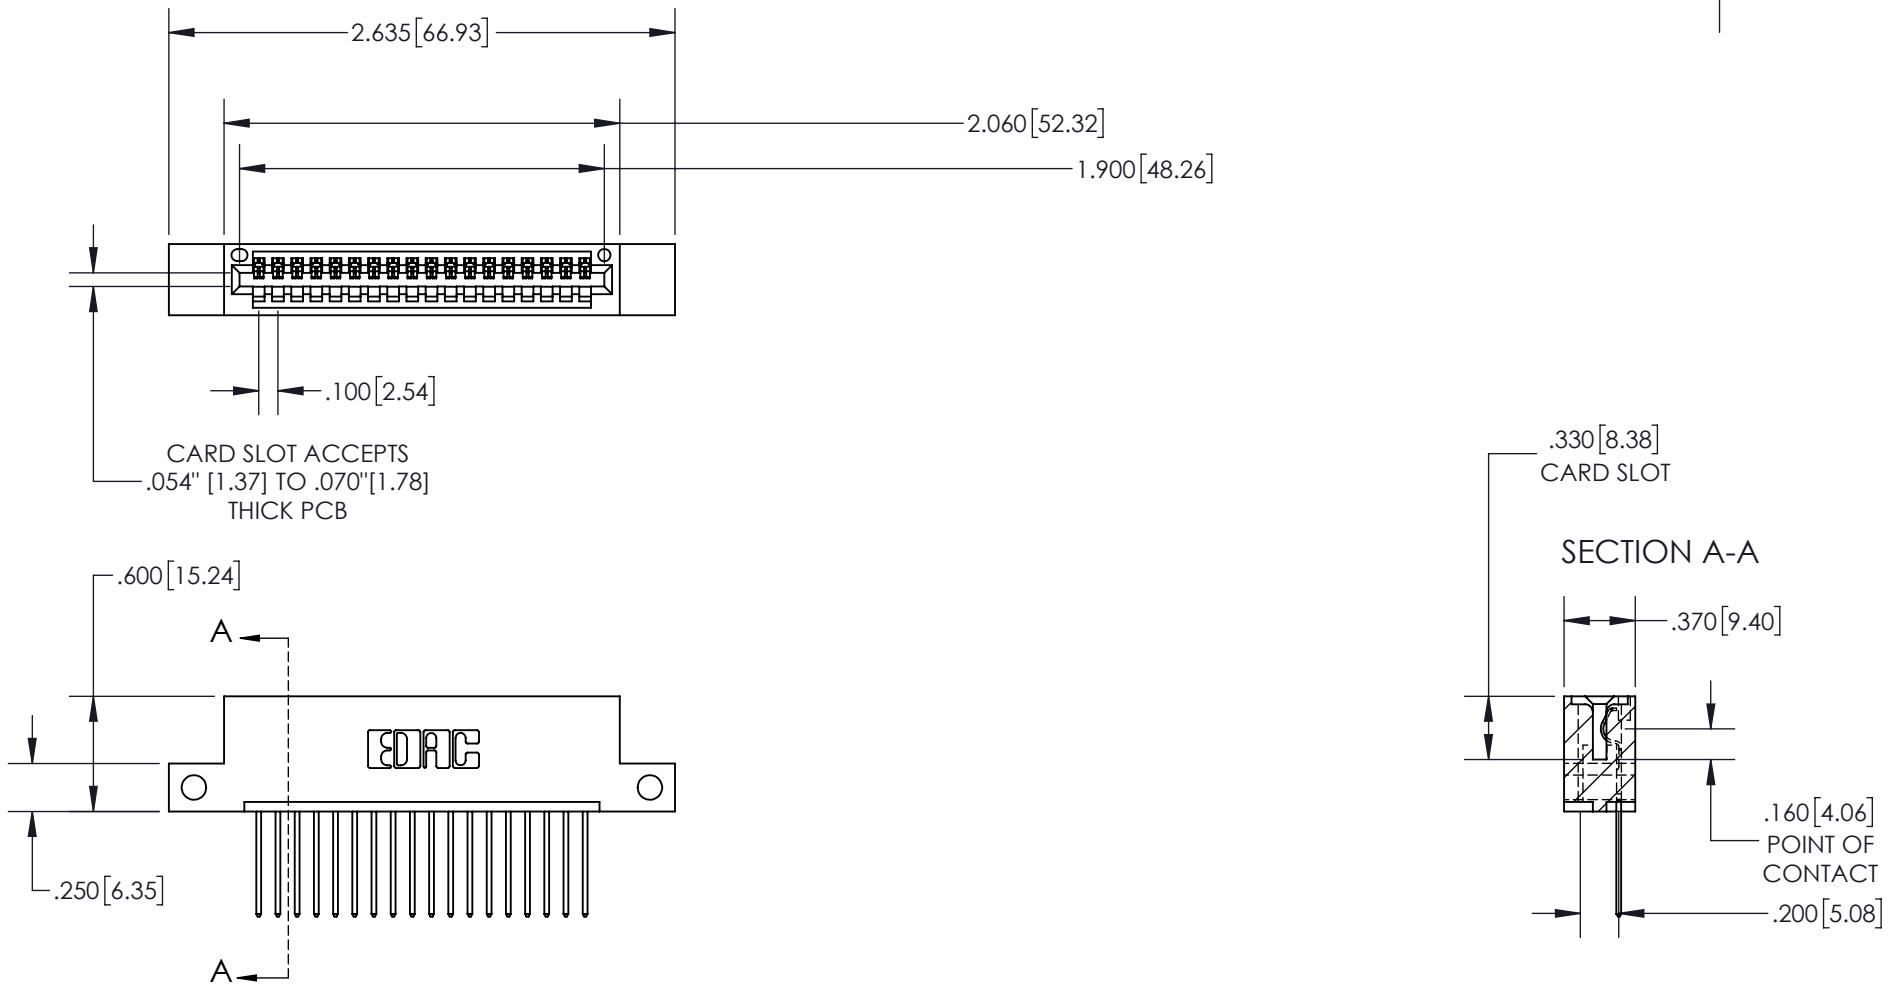 2.635[66.93]
2.060[52.32]
1.900[48.26]
.100[2.54]
CARD SLOT ACCEPTS
.054" [1.37] TO .070"[1.78]
THICK PCB
.330[8.38]
CARD SLOT
SECTION A-A
.600[15.24]
.370[9.40]
A
EDAC
.160[4.06]
POINT OF
CONTACT
.250[6.35]
.200[5.08]
A